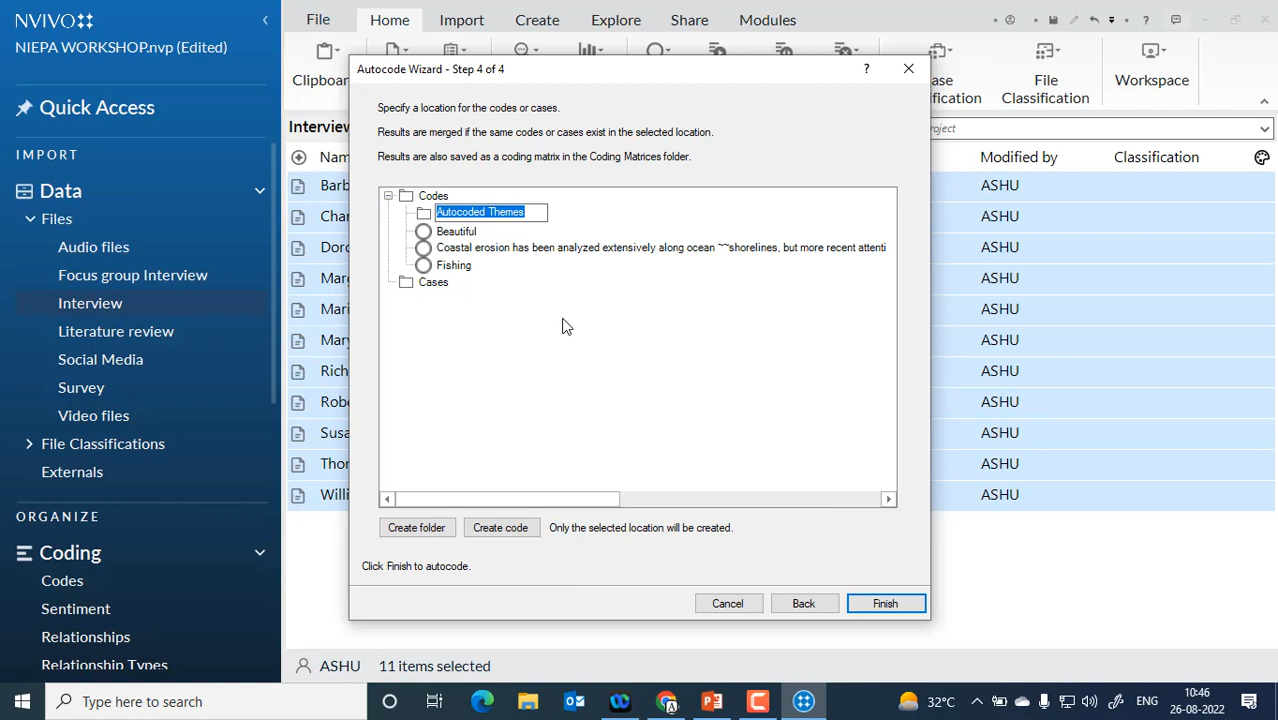 NVIVO
NIEPA WORKSHOP.nvp (Edited)
Quick Access
IMPORT
Data
Files
Audio files
Focus group Interview
Interview
Literature review
Social Media
Survey
Video files
File Classifications
Externals
ORGANIZE
Coding
Codes
Sentiment
Relationships
Relationship Types
File
Home
Import
Create
Explore
Share
Modules
Clipboard
File
Classification
Workspace
Interview
Modified by
Classification
ASHU
ASHU
ASHU
ASHU
ASHU
ASHU
ASHU
ASHU
ASHU
ASHU
ASHU
Autocode Wizard - Step 4 of 4
?
Specify a location for the codes or cases.
Results are merged if the same codes or cases exist in the selected location.
Results are also saved as a coding matrix in the Coding Matrices folder.
Codes
Autocoded Themes
Beautiful
Coastal erosion has been analyzed extensively along ocean ~~shorelines, but more recent attenti
Fishing
Cases
Create folder
Create code
Only the selected location will be created.
Click Finish to autocode.
Cancel
Back
Finish
ASHU
11 items selected
Type here to search
32°C
ENG
10:46
26-08-2022